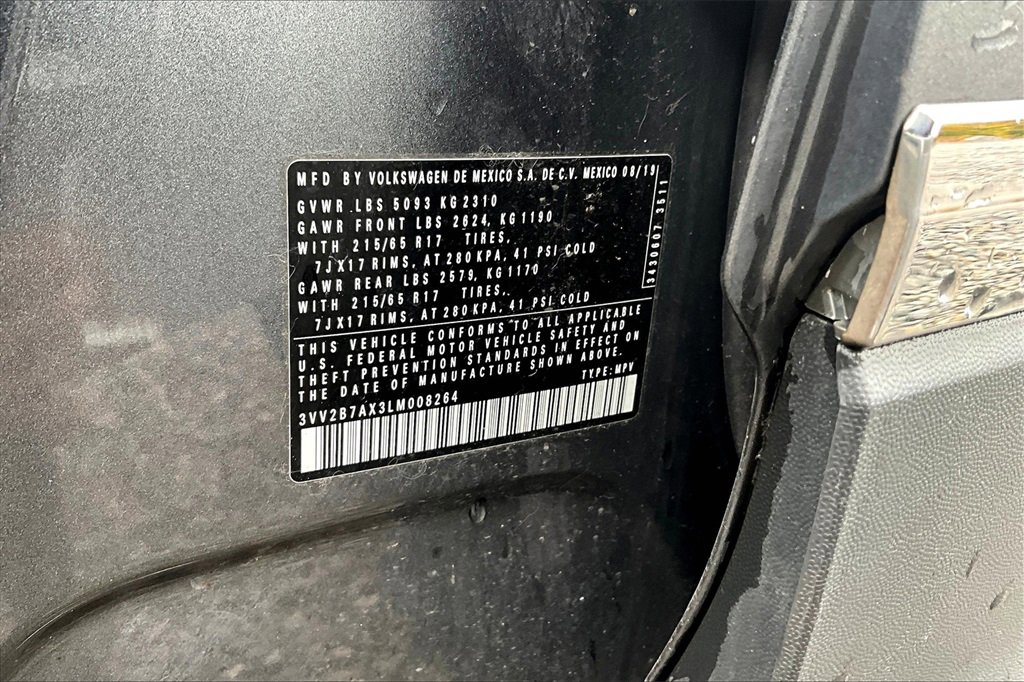 MFD BY VOLKSWAGEN DE MEXICO S.A. DE C.V. MEXICO 08/19
GVWR LBS 5093 KG 2310
GAWR FRONT LBS 2624, KG 1190
WITH 215/65 R17 TIRES,
7JX17 RIMS, AT 280 KPA, 41 PSI COLD
GAWR REAR LBS 2579, KG 1170
WITH 215/65 R17 TIRES,
7JX17 RIMS, AT 280 KPA, 41 PSI COLD
3430607 3511
THIS VEHICLE CONFORMS TO ALL APPLICABLE
U.S. FEDERAL MOTOR VEHICLE SAFETY AND
THEFT PREVENTION STANDARDS IN EFFECT ON
THE DATE OF MANUFACTURE SHOWN ABOVE.
3VV2B7AX3LM008264 TYPE: MPV